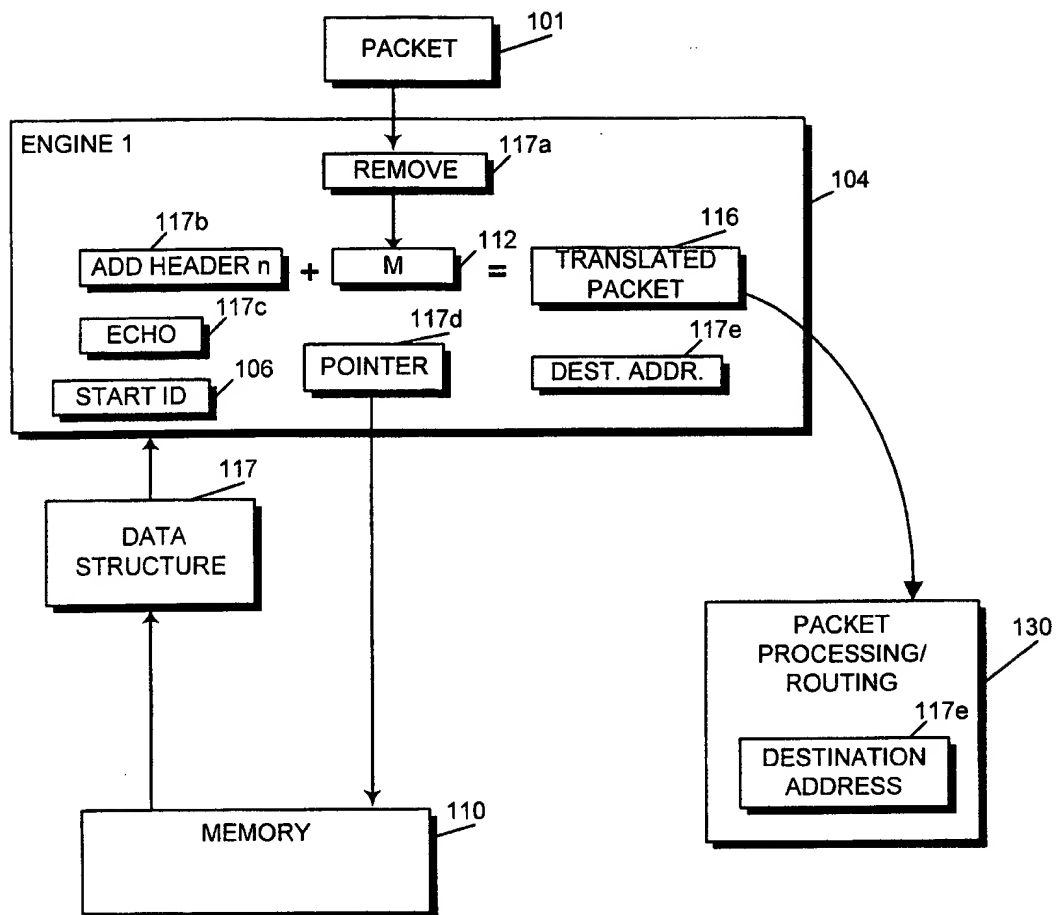 101
PACKET
ENGINE 1
117a
REMOVE
104
117b
116
ADD HEADER n + M 112 = TRANSLATED
PACKET
117c
ECHO
117d
POINTER
117e
DEST. ADDR.
106
START ID
117
DATA
STRUCTURE
PACKET
PROCESSING/
ROUTING
130
117e
DESTINATION
ADDRESS
MEMORY
110